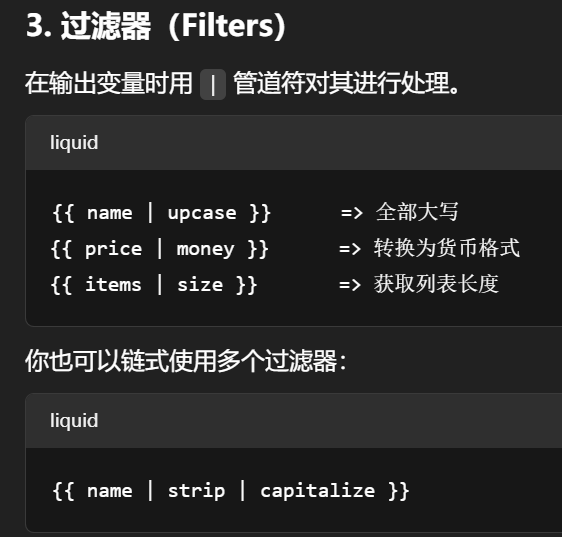 3. 过滤器（Filters）
在输出变量时用 | 管道符对其进行处理。
liquid
{{ name | upcase }} => 全部大写
{{ price | money }} => 转换为货币格式
{{ items | size }} => 获取列表长度
你也可以链式使用多个过滤器：
liquid
{{ name | strip | capitalize }}